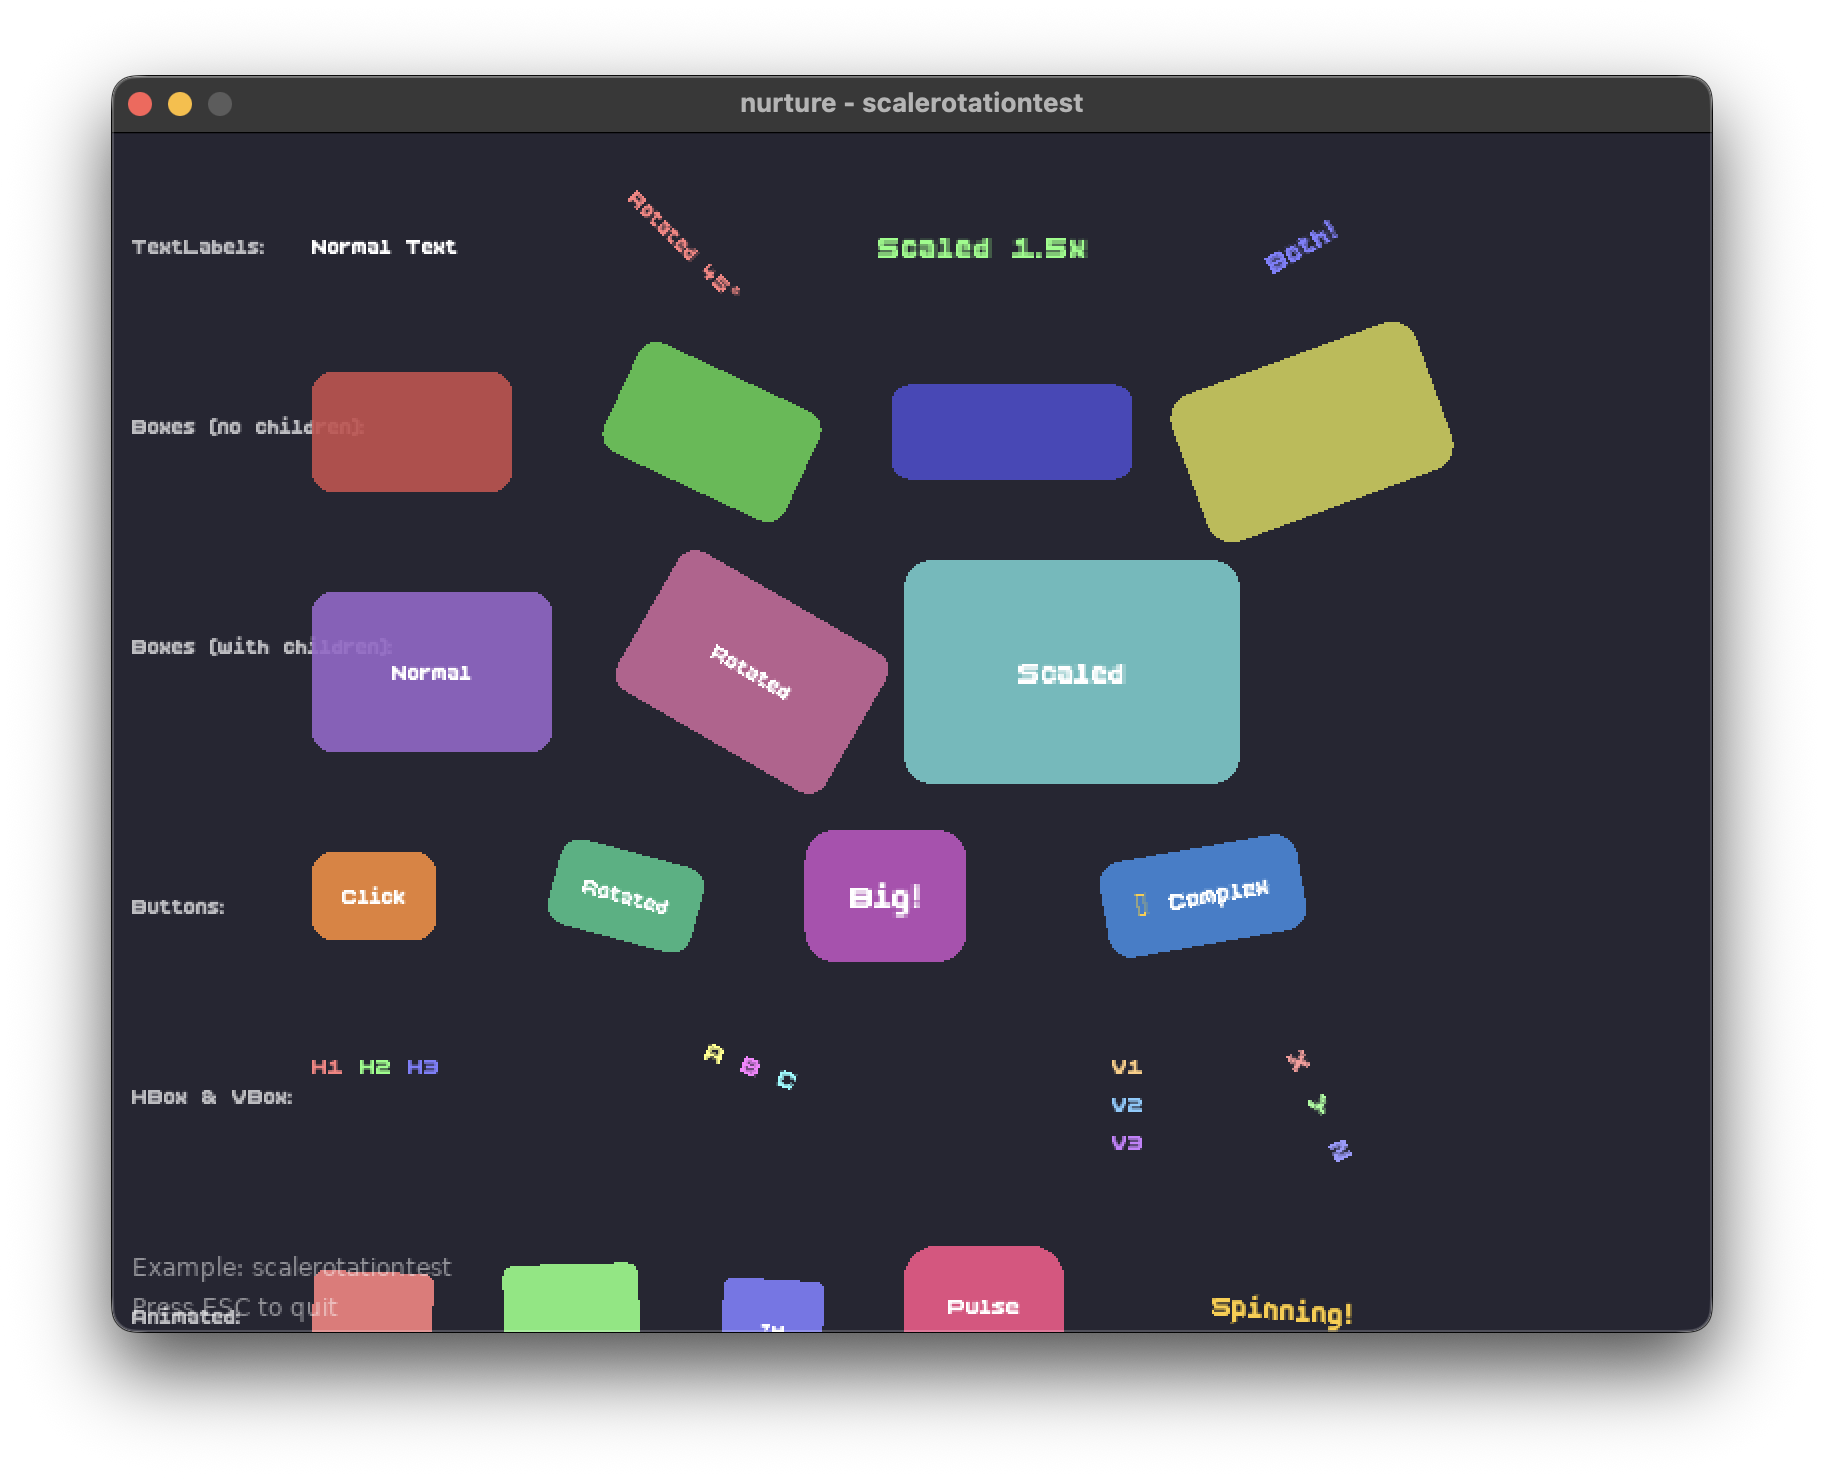 nurture - scalerotationtest
TextLabels: Normal Text Rotated 45° Scaled 1.5x Both!
Boxes (no children):
Boxes (with children): Normal Rotated Scaled
Buttons: Click Rotated Big! Complex
HBox & VBox: H1 H2 H3 A B C V1 X
V2 Y
V3 Z
Example: scalerotationtest
Press ESC to quit
Animated: Pulse Spinning!